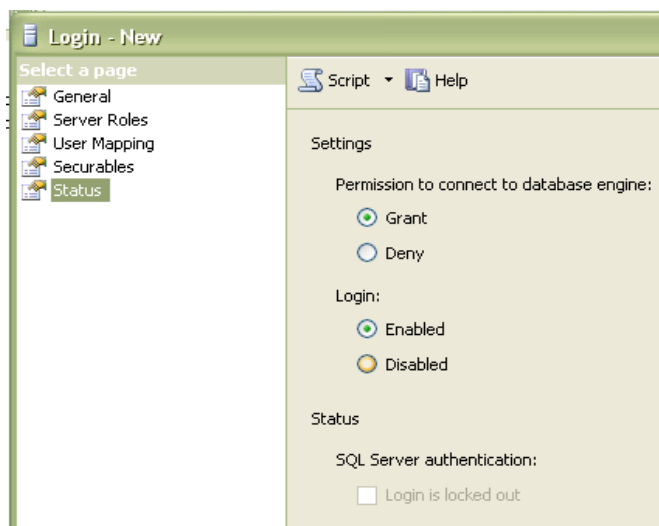 Login - New
Select a page
General
Server Roles
User Mapping
Securables
Status
Script
Help
Settings
Permission to connect to database engine:
Grant
Deny
Login:
Enabled
Disabled
Status
SQL Server authentication:
Login is locked out